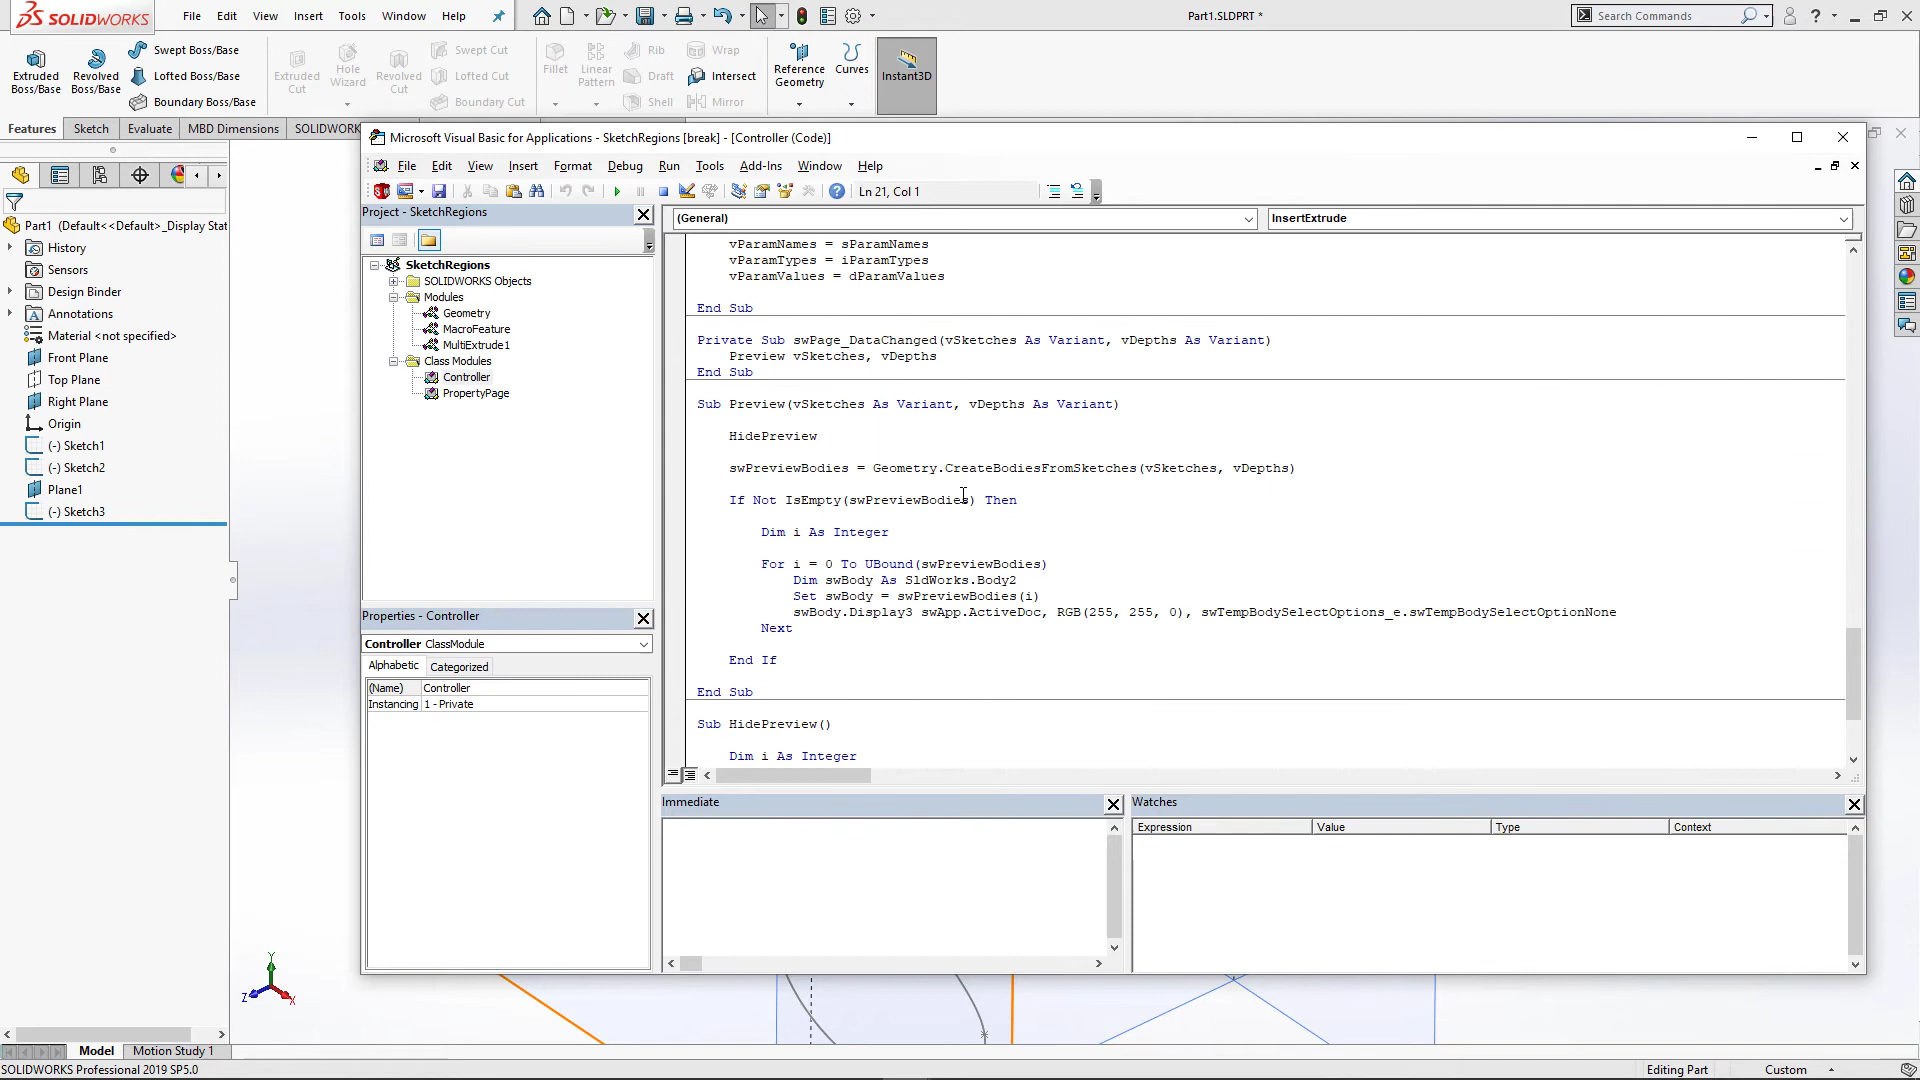 SOLIDWORKS
File Edit View Insert Tools Window Help
Part1.SLDPRT *
Search Commands
Extruded Boss/Base
Revolved Boss/Base
Swept Boss/Base
Lofted Boss/Base
Boundary Boss/Base
Extruded Cut
Hole Wizard
Revolved Cut
Swept Cut
Lofted Cut
Boundary Cut
Fillet
Linear Pattern
Rib
Draft
Shell
Wrap
Intersect
Mirror
Reference Geometry
Curves
Instant3D
Features Sketch Evaluate MBD Dimensions SOLIDWORK
Part1 (Default<<Default>_Display Stat
History
Sensors
Design Binder
Annotations
Material <not specified>
Front Plane
Top Plane
Right Plane
Origin
(-) Sketch1
(-) Sketch2
Plane1
(-) Sketch3
Microsoft Visual Basic for Applications - SketchRegions [break] - [Controller (Code)]
File Edit View Insert Format Debug Run Tools Add-Ins Window Help
Ln 21, Col 1
Project - SketchRegions
SketchRegions
SOLIDWORKS Objects
Modules
Geometry
MacroFeature
MultiExtrude1
Class Modules
Controller
PropertyPage
Properties - Controller
Controller ClassModule
Alphabetic Categorized
(Name) Controller
Instancing 1 - Private
(General) InsertExtrude
vParamNames = sParamNames
vParamTypes = iParamTypes
vParamValues = dParamValues
End Sub
Private Sub swPage_DataChanged(vSketches As Variant, vDepths As Variant)
Preview vSketches, vDepths
End Sub
Sub Preview(vSketches As Variant, vDepths As Variant)
HidePreview
swPreviewBodies = Geometry.CreateBodiesFromSketches(vSketches, vDepths)
If Not IsEmpty(swPreviewBodies) Then
Dim i As Integer
For i = 0 To UBound(swPreviewBodies)
Dim swBody As SldWorks.Body2
Set swBody = swPreviewBodies(i)
swBody.Display3 swApp.ActiveDoc, RGB(255, 255, 0), swTempBodySelectOptions_e.swTempBodySelectOptionNone
Next
End If
End Sub
Sub HidePreview()
Dim i As Integer
Immediate
Watches
Expression Value Type Context
Z Y X
Model Motion Study 1
SOLIDWORKS Professional 2019 SP5.0
Editing Part
Custom